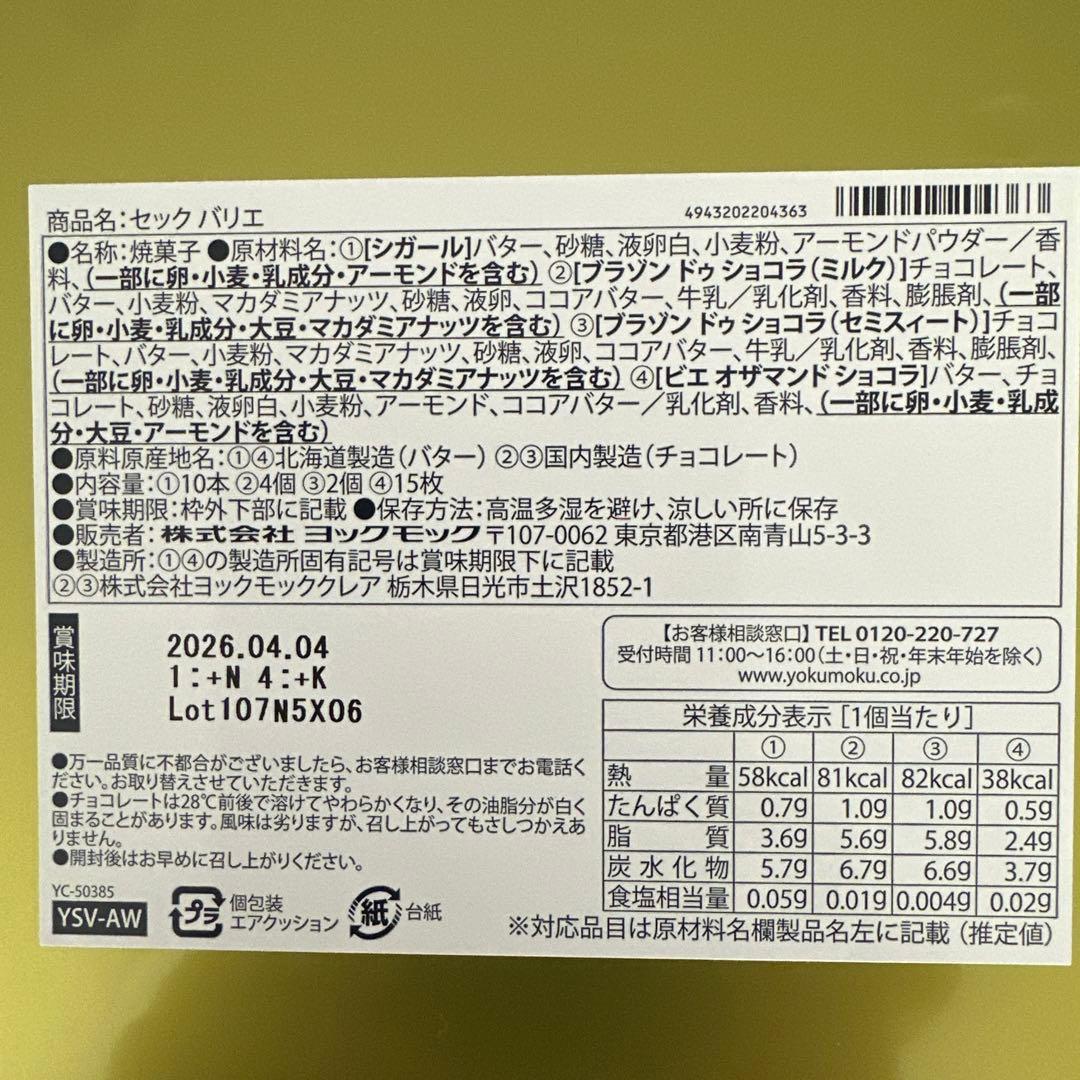 商品名：セック バリエ
4943202204363
●名称：焼菓子 ●原材料名：①[シガール]バター、砂糖、液卵白、小麦粉、アーモンドパウダー／香
料、（一部に卵・小麦・乳成分・アーモンドを含む） ②[ブラゾン ドゥ ショコラ（ミルク）]チョコレート、
バター、小麦粉、マカダミアナッツ、砂糖、液卵、ココアバター、牛乳／乳化剤、香料、膨脹剤、（一部
に卵・小麦・乳成分・大豆・マカダミアナッツを含む） ③[ブラゾン ドゥ ショコラ（セミスィート）]チョコ
レート、バター、小麦粉、マカダミアナッツ、砂糖、液卵、ココアバター、牛乳／乳化剤、香料、膨脹剤、
（一部に卵・小麦・乳成分・大豆・マカダミアナッツを含む） ④[ビエ オザマンド ショコラ]バター、チョ
コレート、砂糖、液卵白、小麦粉、アーモンド、ココアバター／乳化剤、香料、（一部に卵・小麦・乳成
分・大豆・アーモンドを含む）
●原料原産地名：①④北海道製造（バター） ②③国内製造（チョコレート）
●内容量：①10本 ②4個 ③2個 ④15枚
●賞味期限：枠外下部に記載 ●保存方法：高温多湿を避け、涼しい所に保存
●販売者：株式会社 ヨックモック 〒107-0062 東京都港区南青山5-3-3
●製造所：①④の製造所固有記号は賞味期限下に記載
②③株式会社ヨックモッククレア 栃木県日光市土沢1852-1
賞味期限
2026.04.04
1：+N 4：+K
Lot107N5X06
【お客様相談窓口】TEL 0120-220-727
受付時間 11：00〜16：00（土・日・祝・年末年始を除く）
www.yokumoku.co.jp
●万一品質に不都合がございましたら、お客様相談窓口までお電話く
ださい。お取り替えさせていただきます。
●チョコレートは28℃前後で溶けてやわらかくなり、その油脂分が白く
固まることがあります。風味は劣りますが、召し上がってもさしつかえあ
りません。
●開封後はお早めに召し上がりください。
YC-50385
YSV-AW
プラ 個包装
エアクッション
紙 台紙
栄養成分表示［1個当たり］
① ② ③ ④
熱量 58kcal 81kcal 82kcal 38kcal
たんぱく質 0.7g 1.0g 1.0g 0.5g
脂質 3.6g 5.6g 5.8g 2.4g
炭水化物 5.7g 6.7g 6.6g 3.7g
食塩相当量 0.05g 0.01g 0.004g 0.02g
※対応品目は原材料名欄製品名左に記載（推定値）